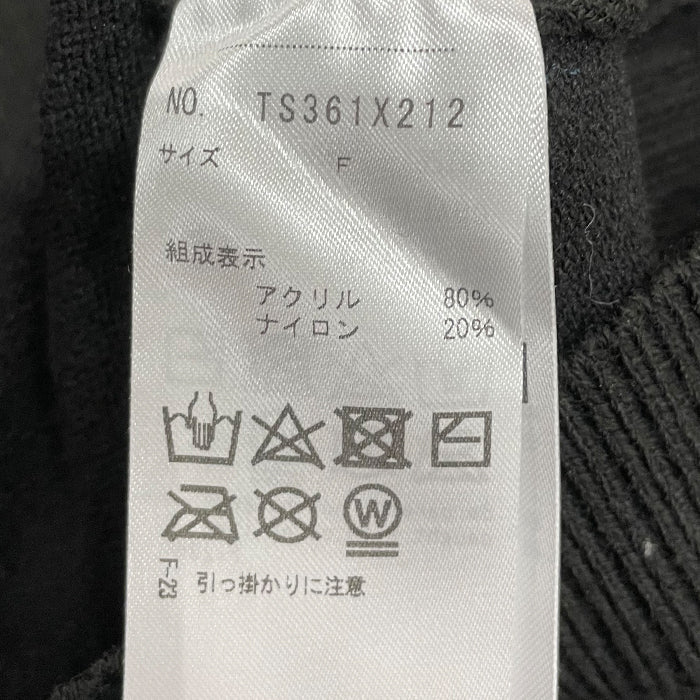 NO. TS361X212
サイズ F
組成表示
アクリル 80%
ナイロン 20%
W
F-23 引っ掛かりに注意